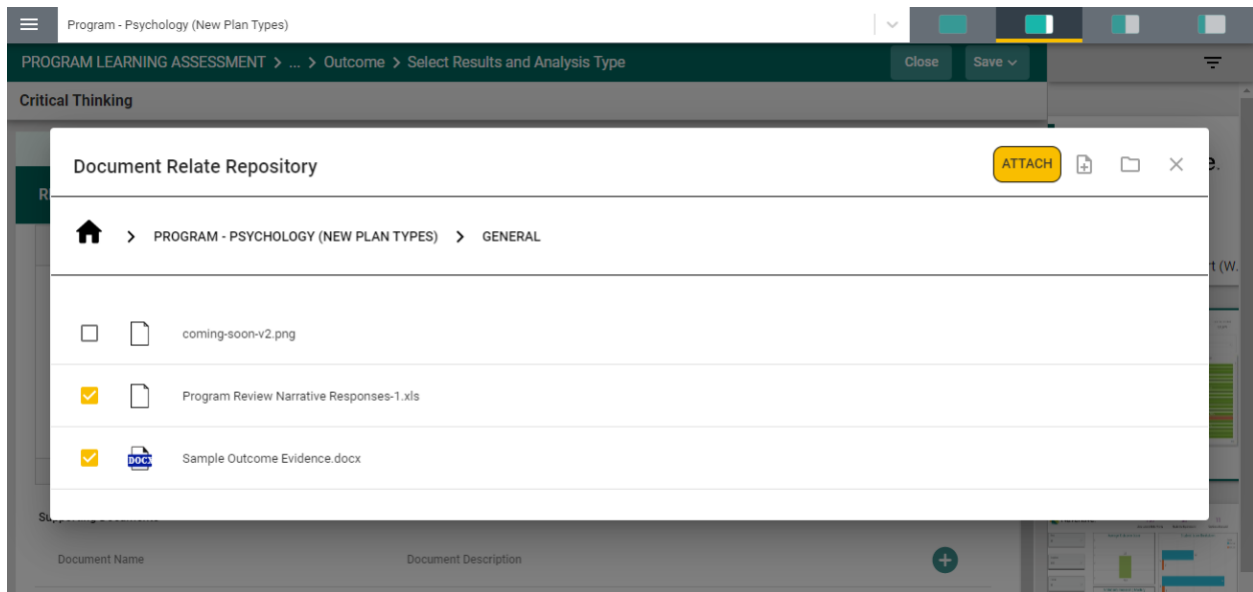 Program - Psychology (New Plan Types)
PROGRAM LEARNING ASSESSMENT > ... > Outcome > Select Results and Analysis Type
Close
Save
Critical Thinking
Document Relate Repository
ATTACH
PROGRAM - PSYCHOLOGY (NEW PLAN TYPES) > GENERAL
coming-soon-v2.png
Program Review Narrative Responses-1.xls
DOCX
Sample Outcome Evidence.docx
Document Name
Document Description